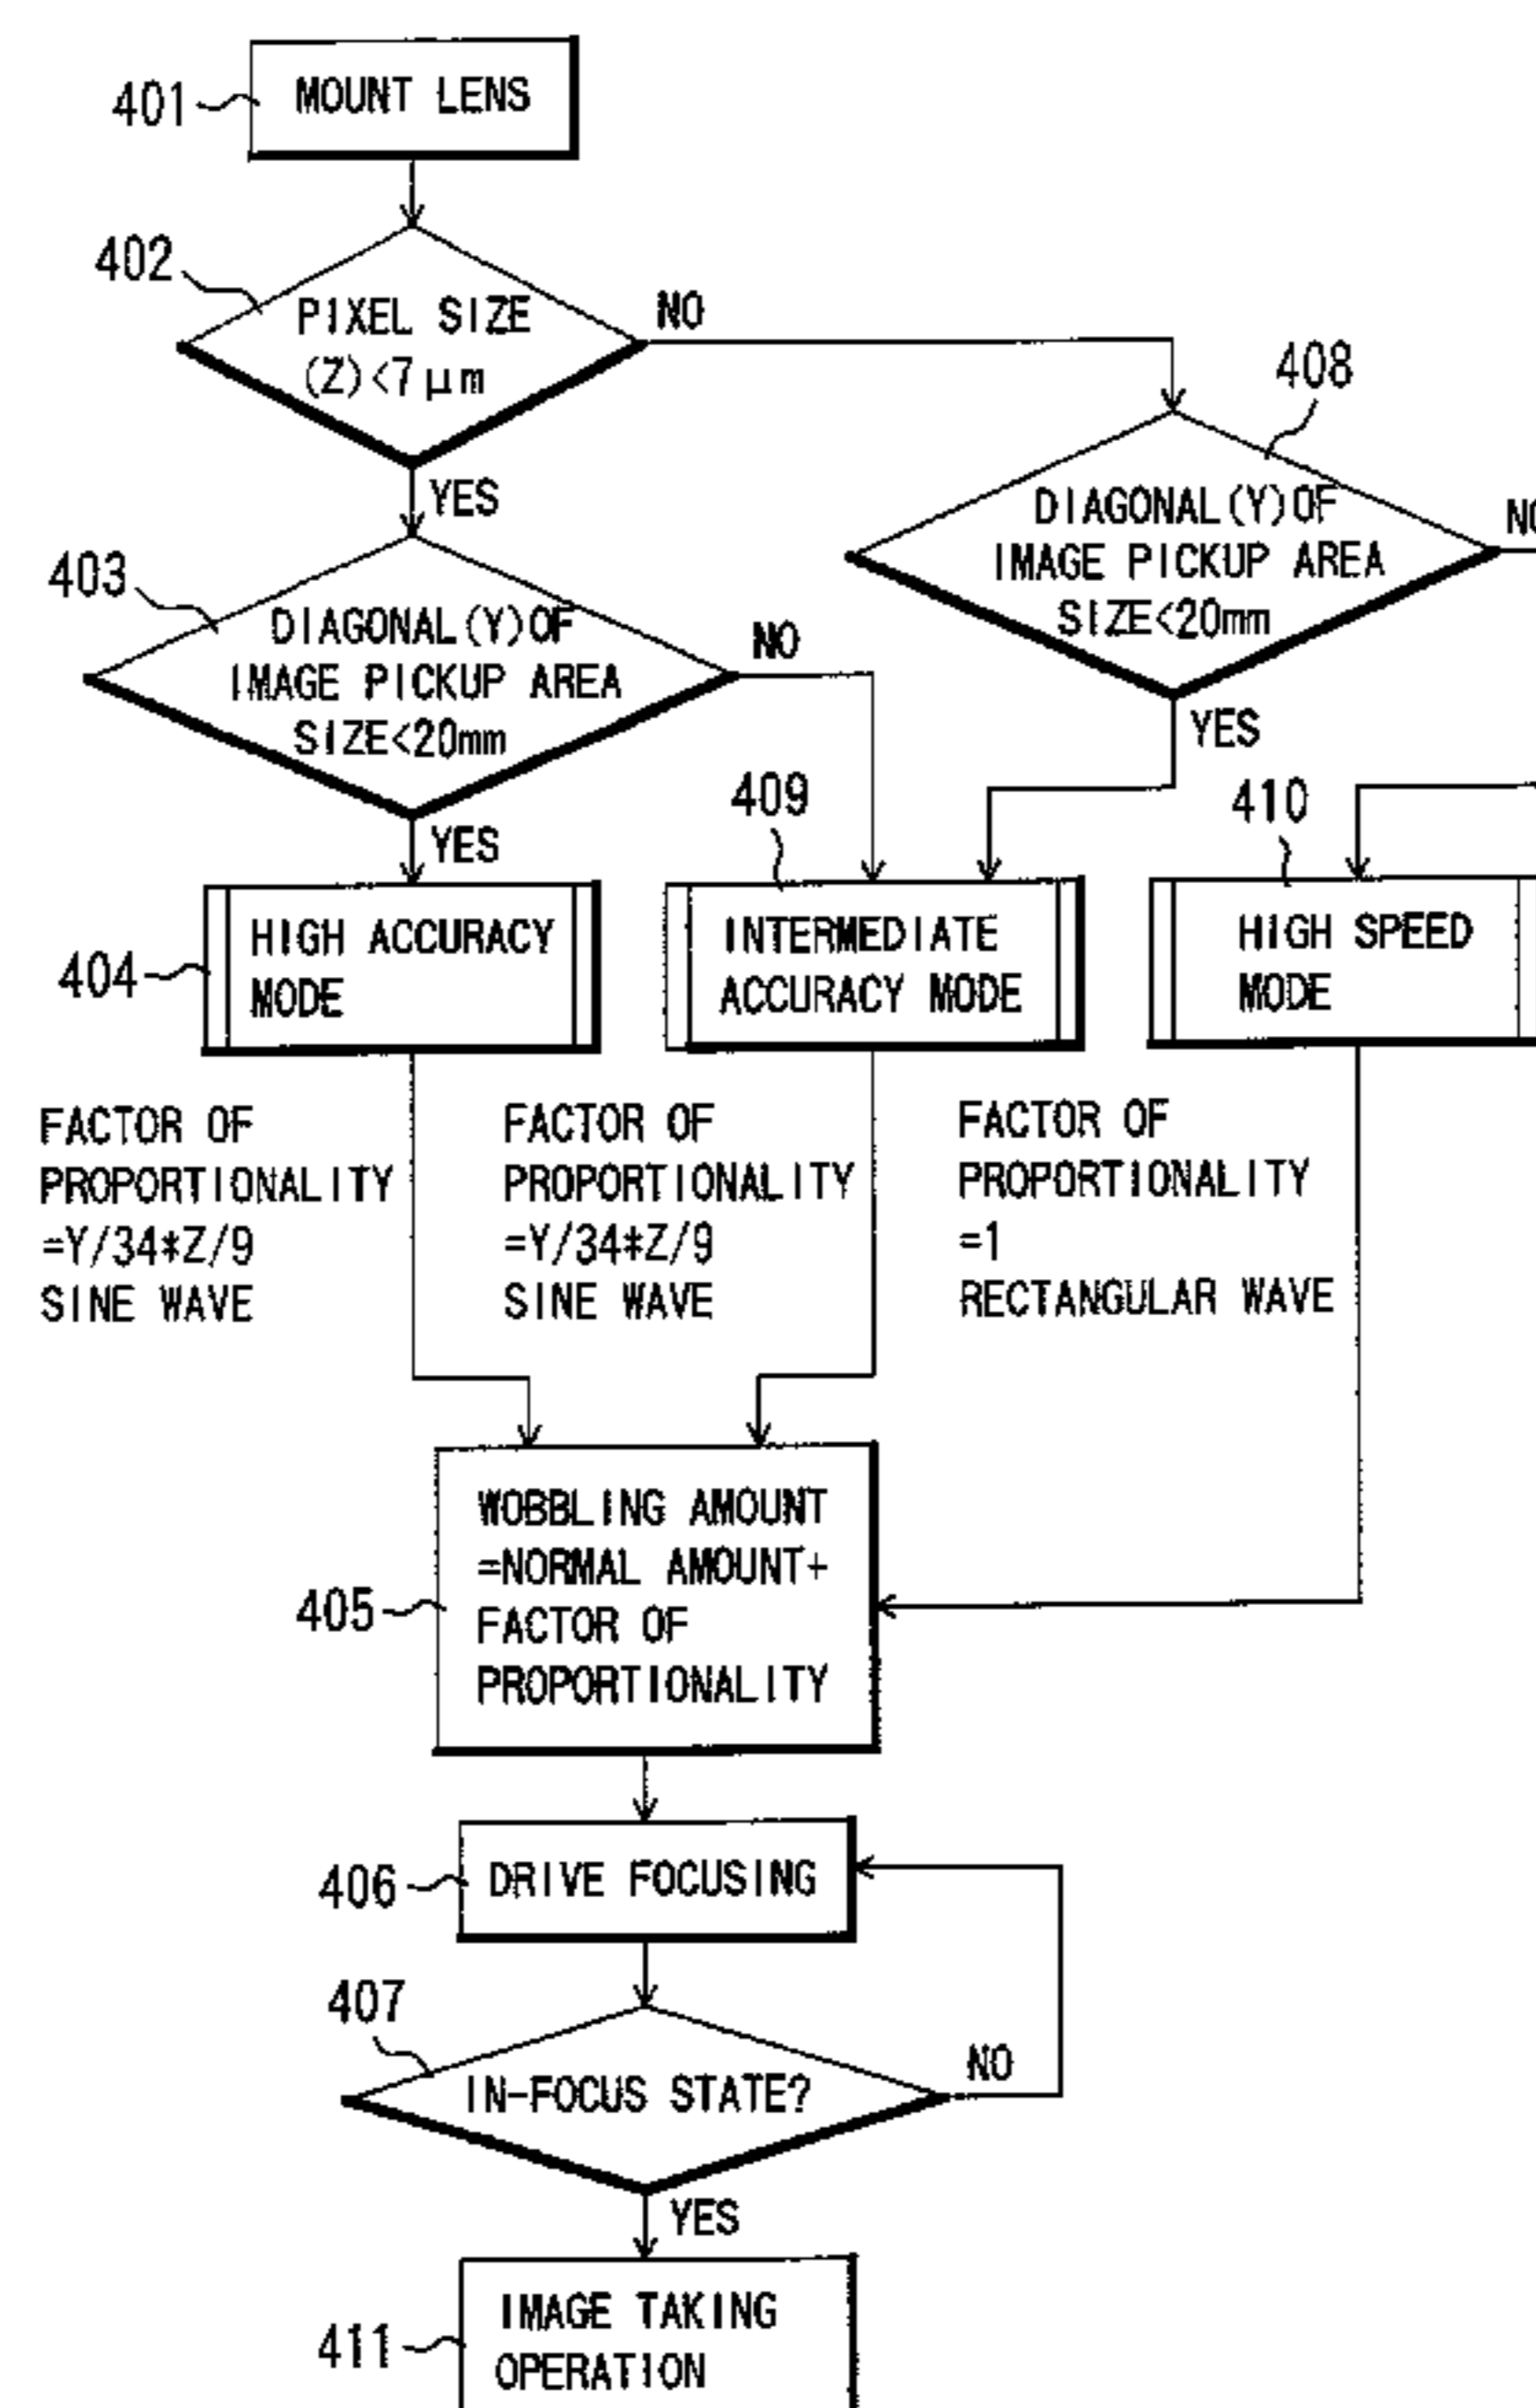 401
MOUNT LENS
402
PIXEL SIZE
(Z)<7μm
NO
YES
408
DIAGONAL(Y)OF
IMAGE PICKUP AREA
SIZE<20mm
NO
YES
403
DIAGONAL(Y)OF
IMAGE PICKUP AREA
SIZE<20mm
NO
YES
404
HIGH ACCURACY
MODE
409
INTERMEDIATE
ACCURACY MODE
410
HIGH SPEED
MODE
FACTOR OF
PROPORTIONALITY
=Y/34*Z/9
SINE WAVE
FACTOR OF
PROPORTIONALITY
=Y/34*Z/9
SINE WAVE
FACTOR OF
PROPORTIONALITY
=1
RECTANGULAR WAVE
405
WOBBLING AMOUNT
=NORMAL AMOUNT+
FACTOR OF
PROPORTIONALITY
406
DRIVE FOCUSING
407
IN-FOCUS STATE?
NO
YES
411
IMAGE TAKING
OPERATION